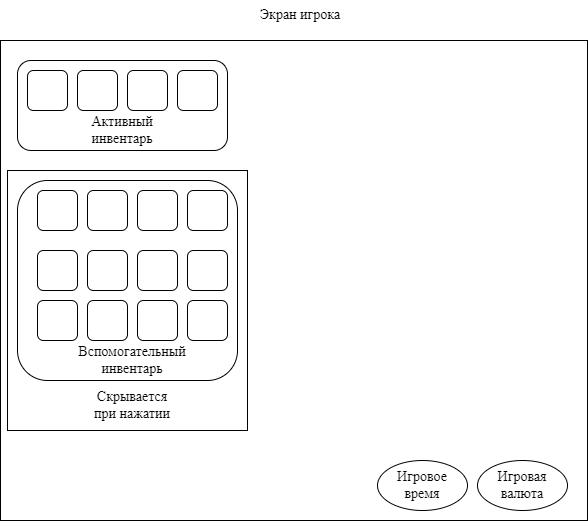 Экран игрока
Активный
инвентарь
Вспомогательный
инвентарь
Скрывается
при нажатии
Игровое
время
Игровая
валюта